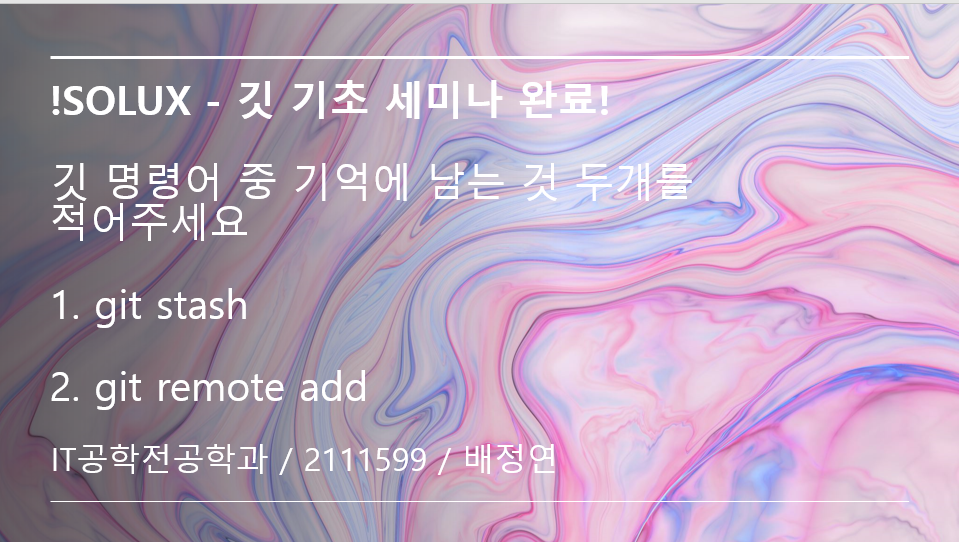 !SOLUX - 깃 기초 세미나 완료!
깃 명령어 중 기억에 남는 것 두개를
적어주세요
1. git stash
2. git remote add
IT공학전공학과 / 2111599 / 배정연